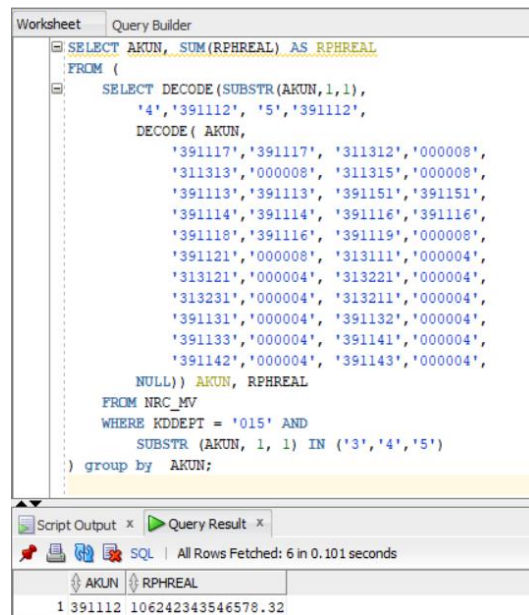 Worksheet Query Builder
SELECT AKUN, SUM(RPHREAL) AS RPHREAL
FROM (
SELECT DECODE(SUBSTR(AKUN,1,1),
'4','391112', '5','391112',
DECODE( AKUN,
'391117','391117', '311312','000008',
'311313','000008', '311315','000008',
'391113','391113', '391151','391151',
'391114','391114', '391116','391116',
'391118','391116', '391119','000008',
'391121','000008', '313111','000004',
'313121','000004', '313221','000004',
'313231','000004', '313211','000004',
'391131','000004', '391132','000004',
'391133','000004', '391141','000004',
'391142','000004', '391143','000004',
NULL)) AKUN, RPHREAL
FROM NRC_MV
WHERE KDDEPT = '015' AND
SUBSTR (AKUN, 1, 1) IN ('3','4','5')
) group by AKUN;
Script Output x Query Result x
SQL | All Rows Fetched: 6 in 0.101 seconds
AKUN RPHREAL
1 391112 106242343546578.32